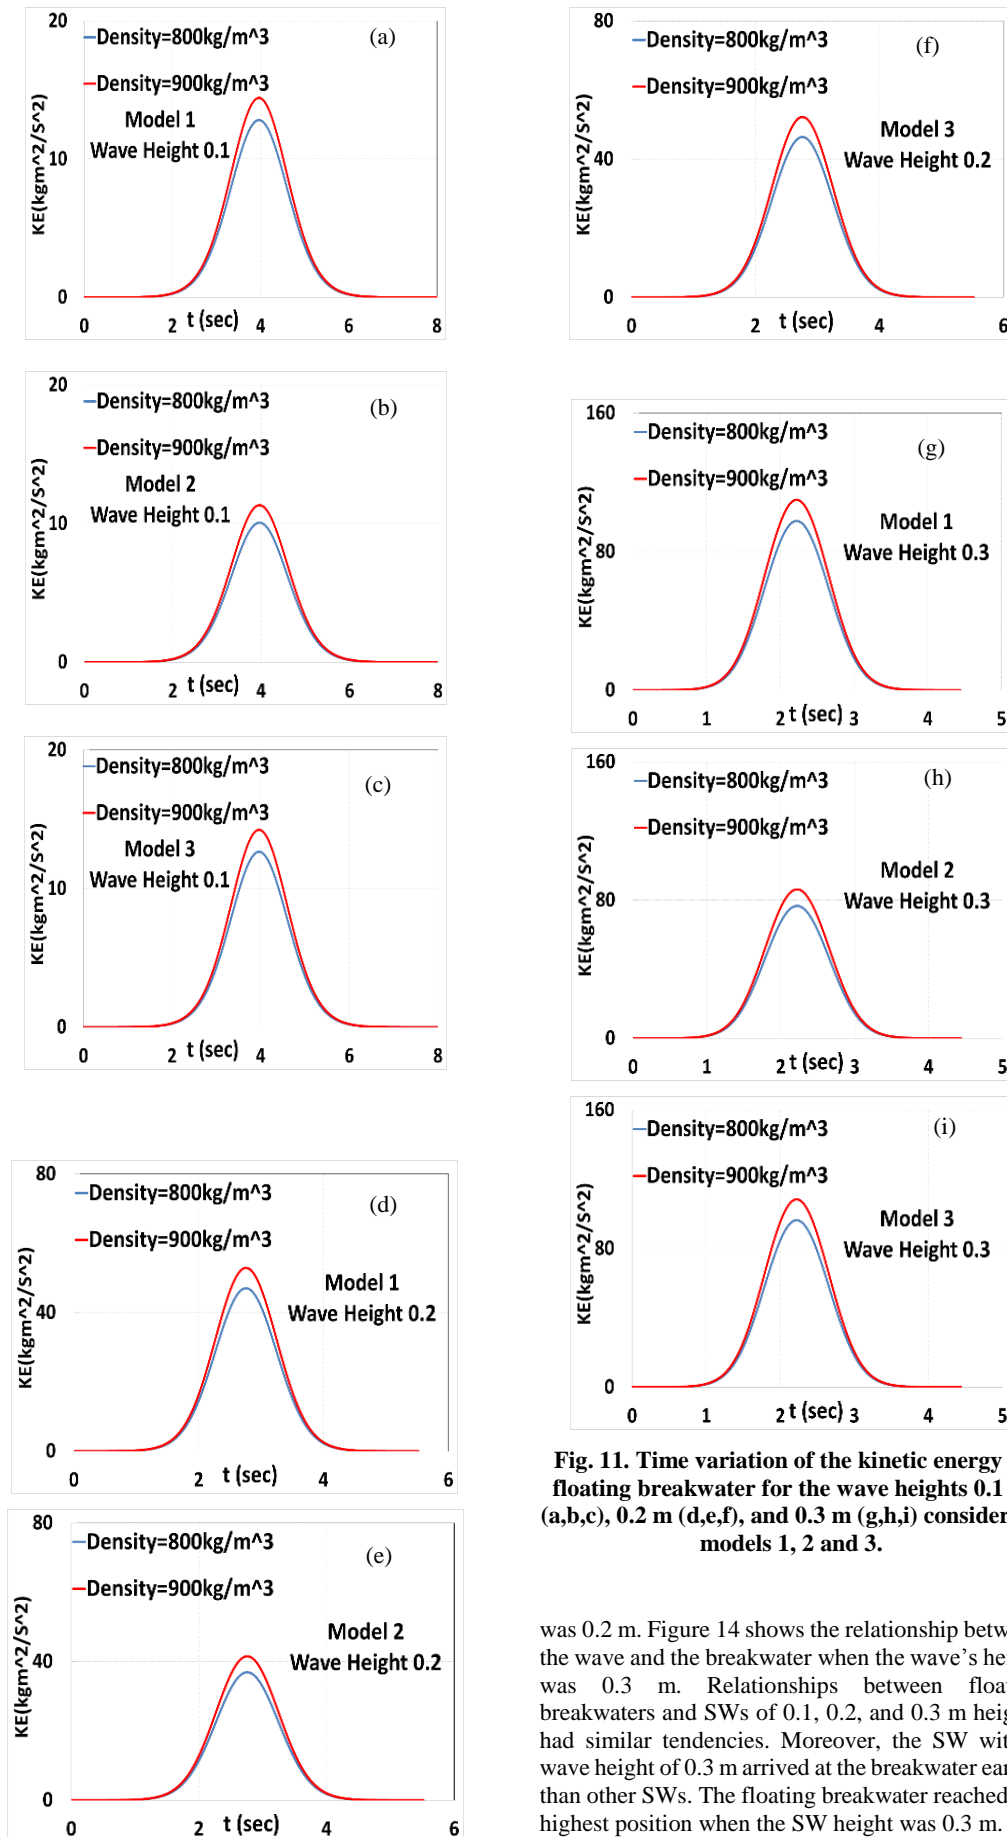 20
Density=800kg/m^3
(a)
Density=900kg/m^3
Model 1
Wave Height 0.1
10
KE(kgm^2/S^2)
0
0 2 t (sec) 4 6 8
20
Density=800kg/m^3
(b)
Density=900kg/m^3
Model 2
Wave Height 0.1
10
KE(kgm^2/S^2)
0
0 2 t (sec) 4 6 8
20
Density=800kg/m^3
(c)
Density=900kg/m^3
Model 3
Wave Height 0.1
10
KE(kgm^2/S^2)
0
0 2 t (sec) 4 6 8
80
Density=800kg/m^3
(d)
Density=900kg/m^3
Model 1
Wave Height 0.2
40
KE(kgm^2/S^2)
0
0 2 t (sec) 4 6
80
Density=800kg/m^3
(e)
Density=900kg/m^3
Model 2
Wave Height 0.2
40
KE(kgm^2/S^2)
0
0 2 t (sec) 4 6
80
Density=800kg/m^3
(f)
Density=900kg/m^3
Model 3
Wave Height 0.2
40
KE(kgm^2/S^2)
0
0 2 t (sec) 4 6
160
Density=800kg/m^3
(g)
Density=900kg/m^3
Model 1
Wave Height 0.3
80
KE(kgm^2/S^2)
0
0 1 2 t (sec) 3 4 5
160
Density=800kg/m^3
(h)
Density=900kg/m^3
Model 2
Wave Height 0.3
80
KE(kgm^2/S^2)
0
0 1 2 t (sec) 3 4 5
160
Density=800kg/m^3
(i)
Density=900kg/m^3
Model 3
Wave Height 0.3
80
KE(kgm^2/S^2)
0
0 1 2 t (sec) 3 4 5
Fig. 11. Time variation of the kinetic energy
floating breakwater for the wave heights 0.1
(a,b,c), 0.2 m (d,e,f), and 0.3 m (g,h,i) consider
models 1, 2 and 3.
was 0.2 m. Figure 14 shows the relationship betw
the wave and the breakwater when the wave's he
was 0.3 m. Relationships between float
breakwaters and SWs of 0.1, 0.2, and 0.3 m heig
had similar tendencies. Moreover, the SW wit
wave height of 0.3 m arrived at the breakwater ear
than other SWs. The floating breakwater reached
highest position when the SW height was 0.3 m.